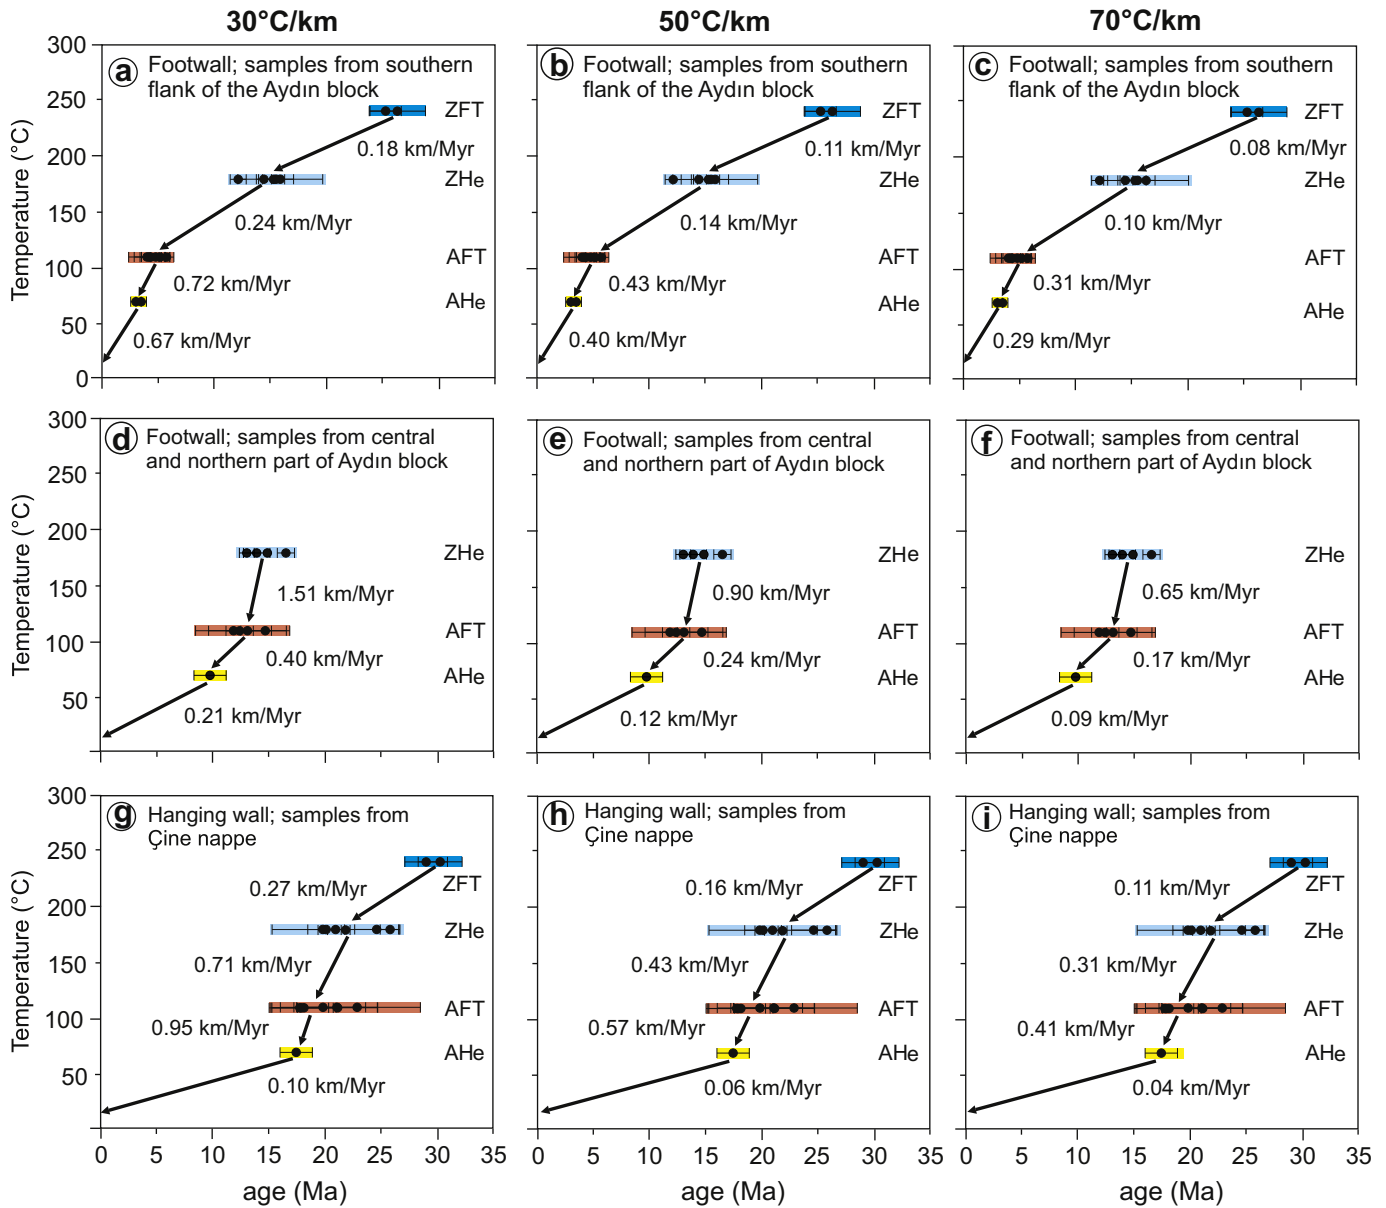 30°C/km
50°C/km
70°C/km
Temperature (°C)
300
250
200
150
100
50
0
a
Footwall; samples from southern
flank of the Aydın block
ZFT
0.18 km/Myr
ZHe
0.24 km/Myr
AFT
0.72 km/Myr
AHe
0.67 km/Myr
b
Footwall; samples from southern
flank of the Aydın block
ZFT
0.11 km/Myr
ZHe
0.14 km/Myr
AFT
0.43 km/Myr
AHe
0.40 km/Myr
c
Footwall; samples from southern
flank of the Aydın block
ZFT
0.08 km/Myr
ZHe
0.10 km/Myr
AFT
0.31 km/Myr
AHe
0.29 km/Myr
Temperature (°C)
300
250
200
150
100
50
d
Footwall; samples from central
and northern part of Aydın block
ZHe
1.51 km/Myr
AFT
0.40 km/Myr
AHe
0.21 km/Myr
e
Footwall; samples from central
and northern part of Aydın block
ZHe
0.90 km/Myr
AFT
0.24 km/Myr
AHe
0.12 km/Myr
f
Footwall; samples from central
and northern part of Aydın block
ZHe
0.65 km/Myr
AFT
0.17 km/Myr
AHe
0.09 km/Myr
Temperature (°C)
300
250
200
150
100
50
g
Hanging wall; samples from
Çine nappe
ZFT
0.27 km/Myr
ZHe
0.71 km/Myr
AFT
0.95 km/Myr
AHe
0.10 km/Myr
0 5 10 15 20 25 30 35
age (Ma)
h
Hanging wall; samples from
Çine nappe
0.16 km/Myr
ZFT
ZHe
0.43 km/Myr
AFT
0.57 km/Myr
AHe
0.06 km/Myr
0 5 10 15 20 25 30 35
age (Ma)
i
Hanging wall; samples from
Çine nappe
0.11 km/Myr
ZFT
ZHe
0.31 km/Myr
AFT
0.41 km/Myr
AHe
0.04 km/Myr
0 5 10 15 20 25 30 35
age (Ma)